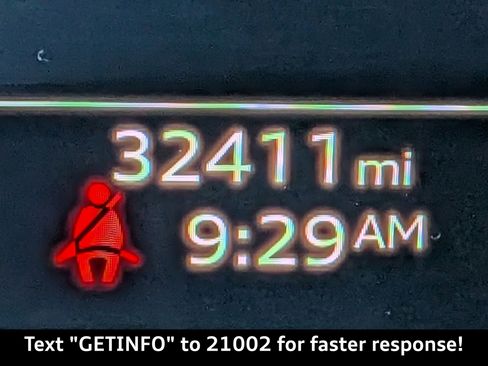 32411 mi
9:29 AM
Text "GETINFO" to 21002 for faster response!